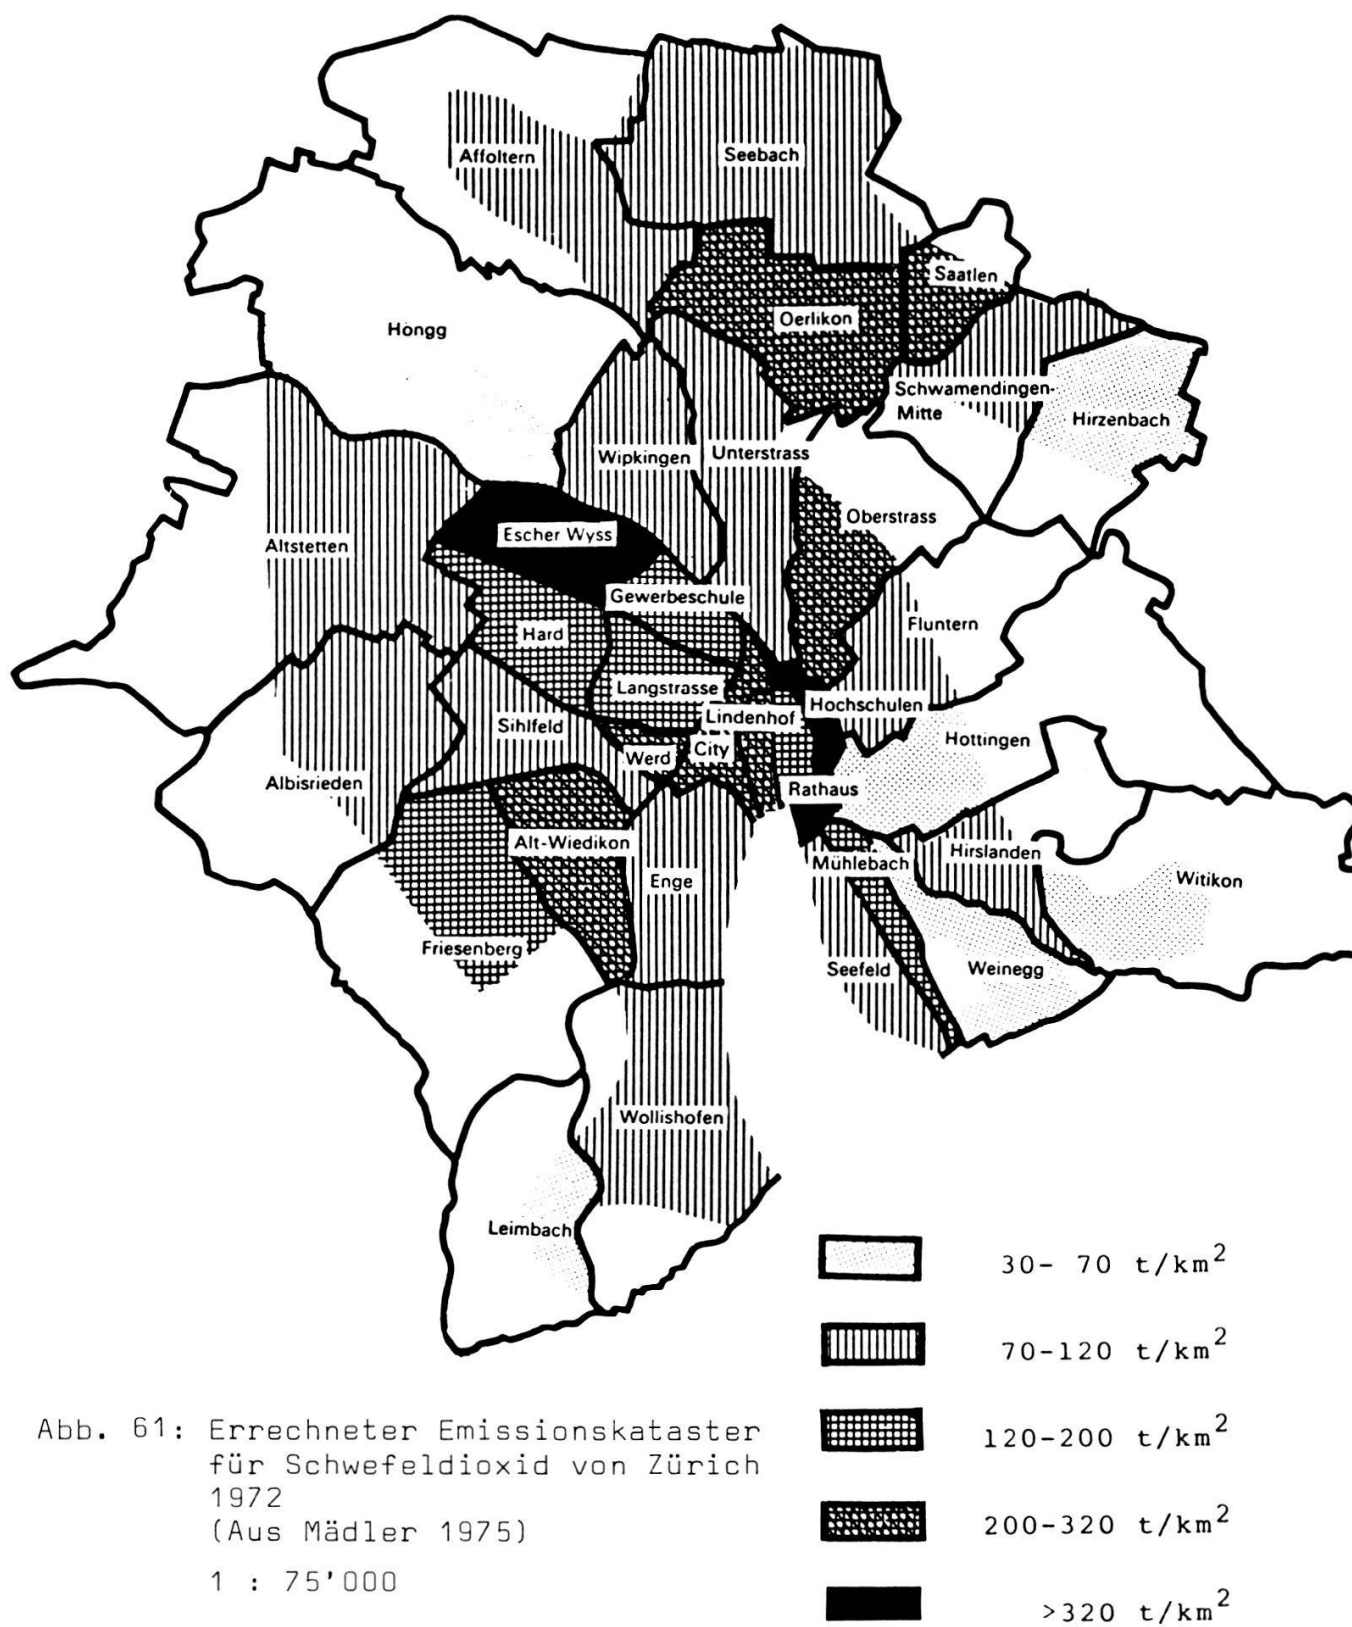 Affoltern
Seebach
Saatlen
Oerlikon
Höngg
Schwamendingen-
Mitte
Hirzenbach
Wipkingen
Unterstrass
Oberstrass
Escher Wyss
Altstetten
Gewerbeschule
Fluntern
Hard
Langstrasse
Hochschulen
Lindenhof
Sihlfeld
Hottingen
City
Werd
Albisrieden
Rathaus
Alt-Wiedikon
Mühlebach
Hirslanden
Enge
Witikon
Friesenberg
Seefeld
Weinegg
Wollishofen
Leimbach
30- 70 t/km²
70-120 t/km²
120-200 t/km²
200-320 t/km²
>320 t/km²
Abb. 61: Errechneter Emissionskataster
für Schwefeldioxid von Zürich
1972
(Aus Mädler 1975)
1 : 75'000